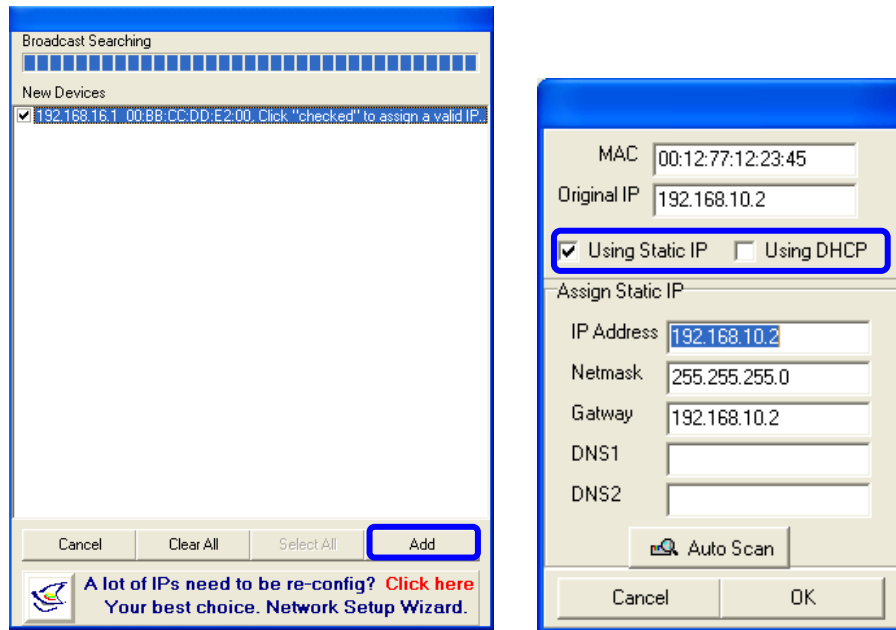 Broadcast Searching
New Devices
192.168.16.1 00:BB:CC:DD:E2:00, Click "checked" to assign a valid IP..
Cancel
Clear All
Select All
Add
A lot of IPs need to be re-config? Click here
Your best choice. Network Setup Wizard.
MAC 00:12:77:12:23:45
Original IP 192.168.10.2
Using Static IP Using DHCP
Assign Static IP
IP Address 192.168.10.2
Netmask 255.255.255.0
Gatway 192.168.10.2
DNS1
DNS2
Auto Scan
Cancel
OK